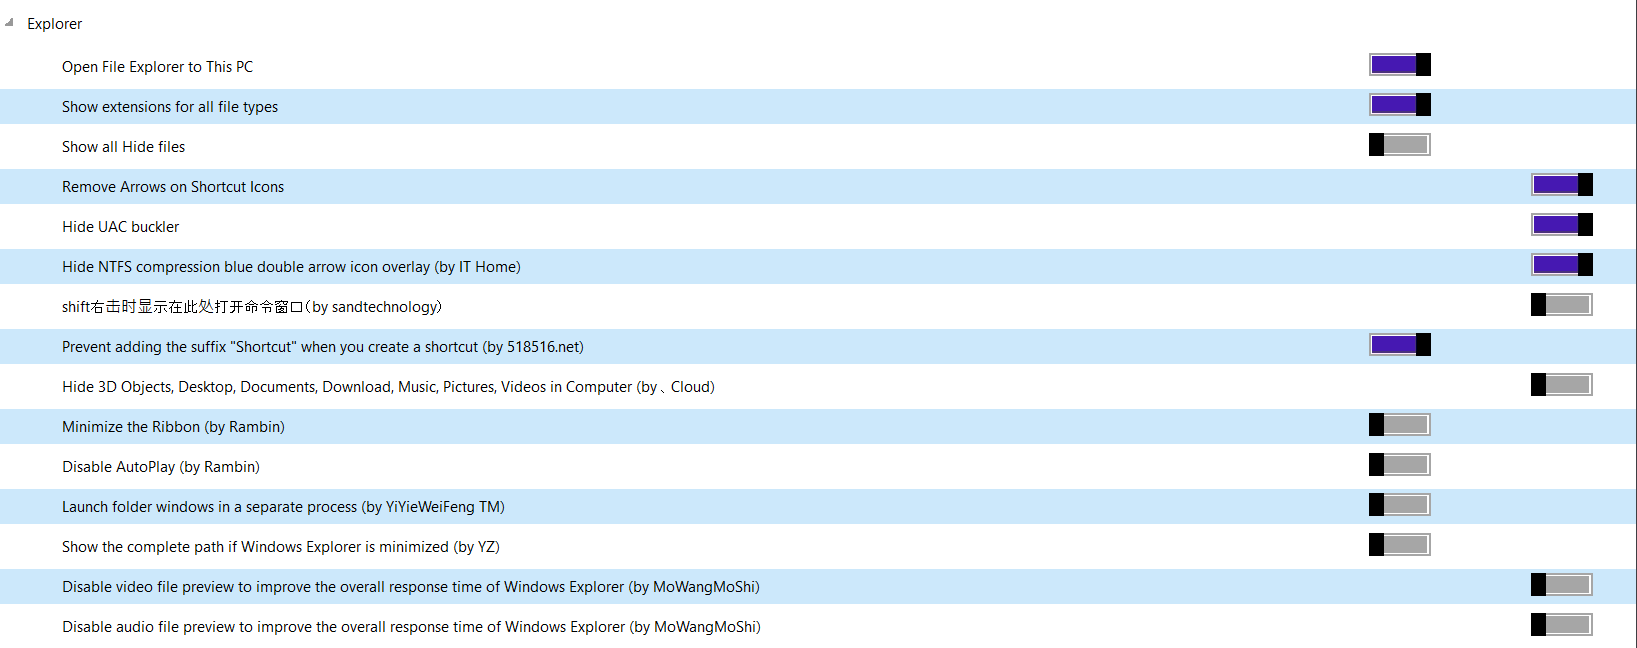 Explorer
Open File Explorer to This PC
Show extensions for all file types
Show all Hide files
Remove Arrows on Shortcut Icons
Hide UAC buckler
Hide NTFS compression blue double arrow icon overlay (by IT Home)
shift右击时显示在此处打开命令窗口（by sandtechnology）
Prevent adding the suffix "Shortcut" when you create a shortcut (by 518516.net)
Hide 3D Objects, Desktop, Documents, Download, Music, Pictures, Videos in Computer (by 、Cloud)
Minimize the Ribbon (by Rambin)
Disable AutoPlay (by Rambin)
Launch folder windows in a separate process (by YiYieWeiFeng TM)
Show the complete path if Windows Explorer is minimized (by YZ)
Disable video file preview to improve the overall response time of Windows Explorer (by MoWangMoShi)
Disable audio file preview to improve the overall response time of Windows Explorer (by MoWangMoShi)